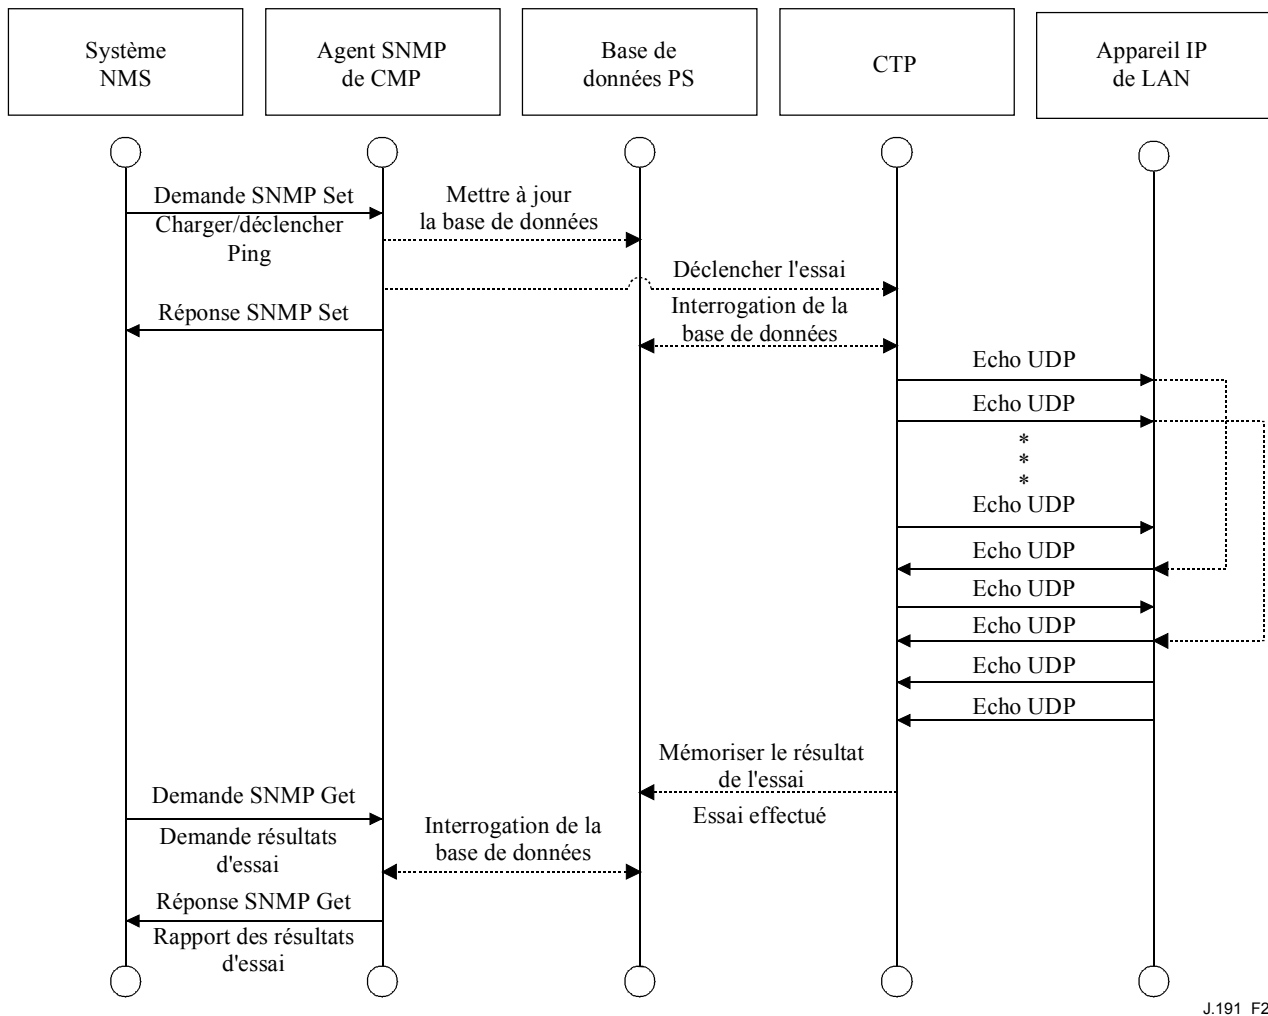 Système
NMS
Agent SNMP
de CMP
Base de
données PS
CTP
Appareil IP
de LAN
Demande SNMP Set
Charger/déclencher
Ping
Mettre à jour
la base de données
Déclencher l'essai
Réponse SNMP Set
Interrogation de la
base de données
Echo UDP
Echo UDP
*
*
*
Echo UDP
Echo UDP
Echo UDP
Echo UDP
Echo UDP
Echo UDP
Mémoriser le résultat
de l'essai
Essai effectué
Demande SNMP Get
Demande résultats
d'essai
Interrogation de la
base de données
Réponse SNMP Get
Rapport des résultats
d'essai
J.191_F2